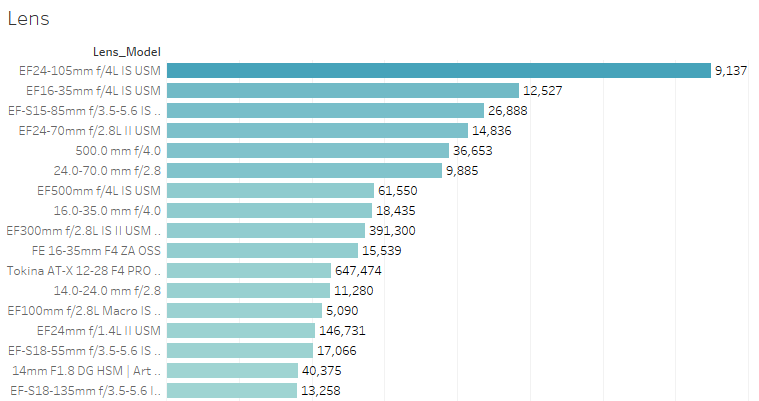 Lens
Lens_Model
EF24-105mm f/4L IS USM 9,137
EF16-35mm f/4L IS USM 12,527
EF-S15-85mm f/3.5-5.6 IS .. 26,888
EF24-70mm f/2.8L II USM 14,836
500.0 mm f/4.0 36,653
24.0-70.0 mm f/2.8 9,885
EF500mm f/4L IS USM 61,550
16.0-35.0 mm f/4.0 18,435
EF300mm f/2.8L IS II USM .. 391,300
FE 16-35mm F4 ZA OSS 15,539
Tokina AT-X 12-28 F4 PRO .. 647,474
14.0-24.0 mm f/2.8 11,280
EF100mm f/2.8L Macro IS .. 5,090
EF24mm f/1.4L II USM 146,731
EF-S18-55mm f/3.5-5.6 IS .. 17,066
14mm F1.8 DG HSM | Art .. 40,375
EF-S18-135mm f/3.5-5.6 I.. 13,258